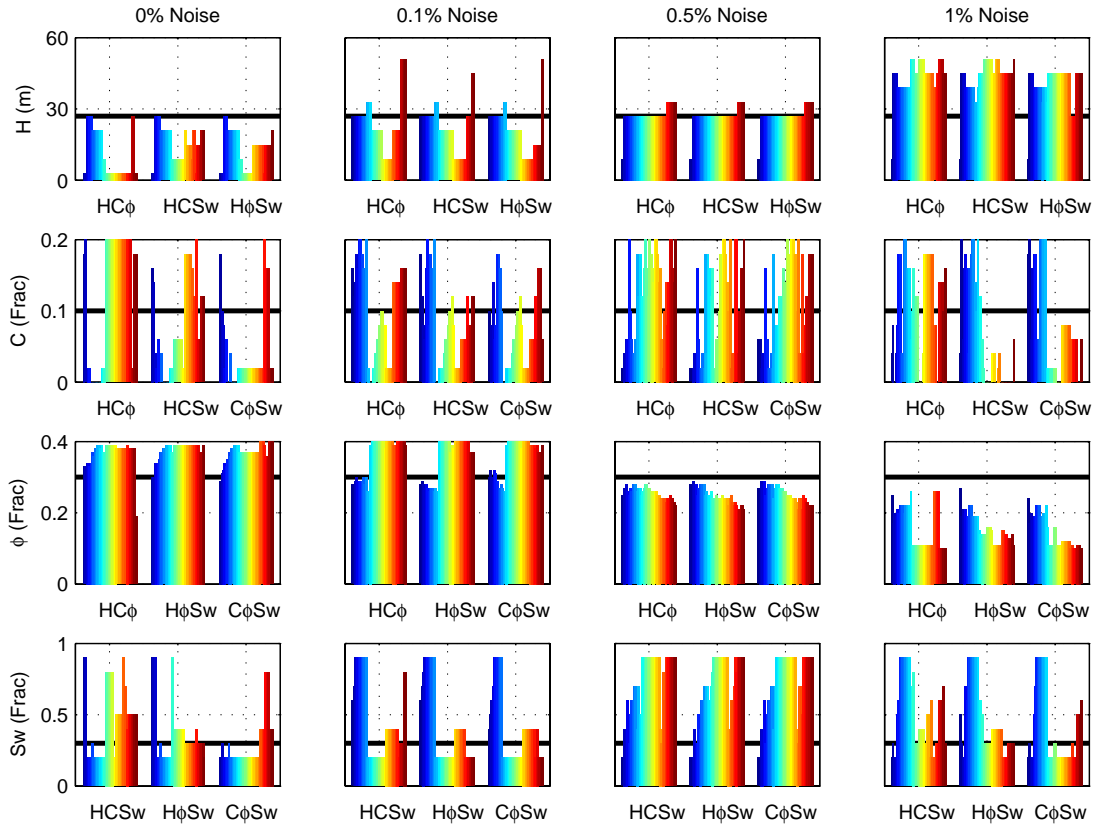 0% Noise 0.1% Noise 0.5% Noise 1% Noise
H (m)
60
30
0
HCϕ HCSw HϕSw HCϕ HCSw HϕSw HCϕ HCSw HϕSw HCϕ HCSw HϕSw
C (Frac)
0.2
0.1
0
HCϕ HCSw CϕSw HCϕ HCSw CϕSw HCϕ HCSw CϕSw HCϕ HCSw CϕSw
ϕ (Frac)
0.4
0.2
0
HCϕ HϕSw CϕSw HCϕ HϕSw CϕSw HCϕ HϕSw CϕSw HCϕ HϕSw CϕSw
Sw (Frac)
1
0.5
0
HCSw HϕSw CϕSw HCSw HϕSw CϕSw HCSw HϕSw CϕSw HCSw HϕSw CϕSw